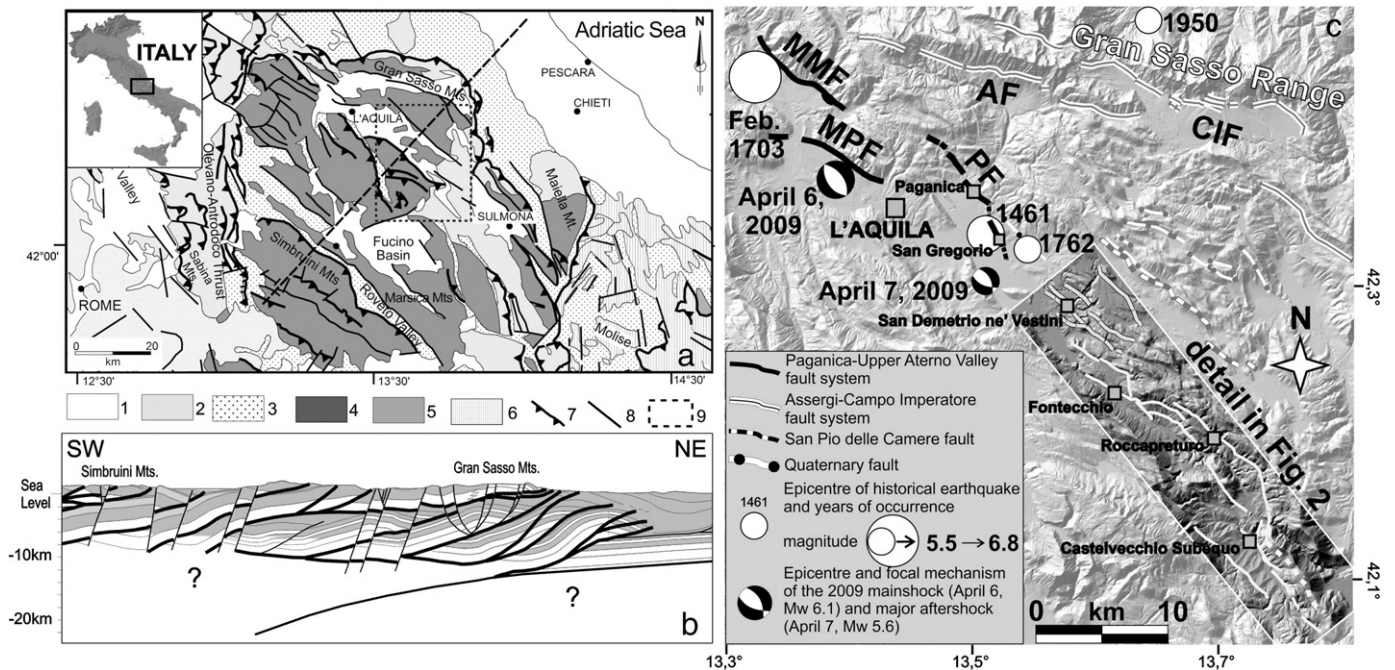 ITALY
Adriatic Sea
N
PESCARA
CHIETI
Gran Sasso Mts.
L'AQUILA
Olevano-Antrodoco Thrust
Valley
Sabina
Mts.
Maiella Mt.
SULMONA
Fucino
Basin
Simbruini Mts
Marsica Mts
Roveto Valley
Molise
42°00'
ROME
0 20
km
a
12°30' 13°30' 14°30'
1 2 3 4 5 6 7 8 9
SW NE
Simbruini Mts. Gran Sasso Mts.
Sea
Level
-10km
-20km
? ?
b
1950
C
Gran Sasso Range
MMF
AF
CIF
Feb.
1703
MPF
PF
Paganica
April 6,
2009
L'AQUILA
1461
San Gregorio
1762
April 7, 2009
San Demetrio ne' Vestini
42,3°
N
detail in Fig. 2
Fontecchio
Roccapreturo
Castelvecchio Subequo
42,1°
Paganica-Upper Aterno Valley
fault system
Assergi-Campo Imperatore
fault system
San Pio delle Camere fault
Quaternary fault
1461
Epicentre of historical earthquake
and years of occurrence
magnitude 5.5 → 6.8
Epicentre and focal mechanism
of the 2009 mainshock (April 6,
Mw 6.1) and major aftershock
(April 7, Mw 5.6)
0 km 10
13,3° 13,5° 13,7°